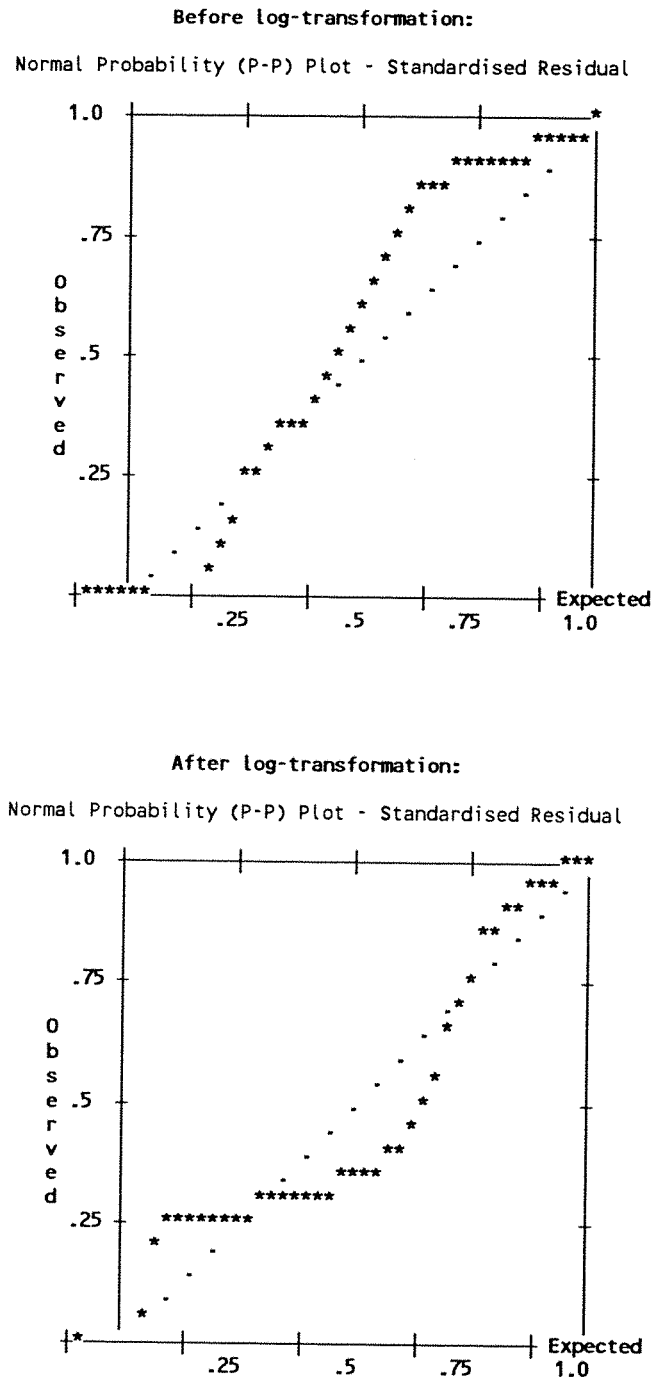 Before log-transformation:
Normal Probability (P-P) Plot - Standardised Residual
1.0
.75
Observed
.5
.25
Expected
.25 .5 .75 1.0
After log-transformation:
Normal Probability (P-P) Plot - Standardised Residual
1.0
.75
Observed
.5
.25
Expected
.25 .5 .75 1.0